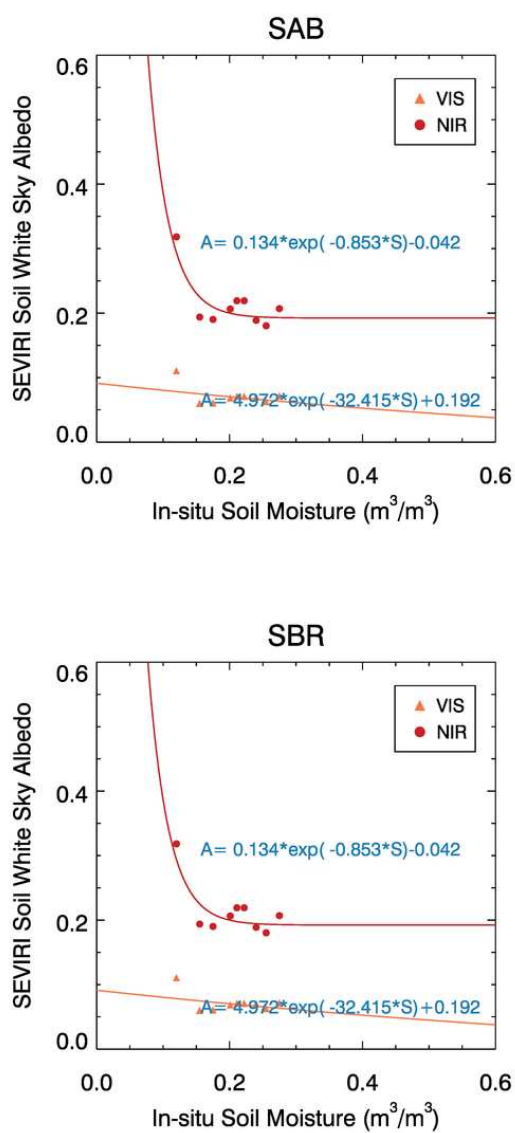 SAB
0.6
VIS
NIR
0.4
A= 0.134*exp( -0.853*S)-0.042
0.2
A= 4.972*exp( -32.415*S)+0.192
0.0
SEVIRI Soil White Sky Albedo
0.0 0.2 0.4 0.6
In-situ Soil Moisture (m³/m³)
SBR
0.6
VIS
NIR
0.4
A= 0.134*exp( -0.853*S)-0.042
0.2
A= 4.972*exp( -32.415*S)+0.192
0.0
SEVIRI Soil White Sky Albedo
0.0 0.2 0.4 0.6
In-situ Soil Moisture (m³/m³)